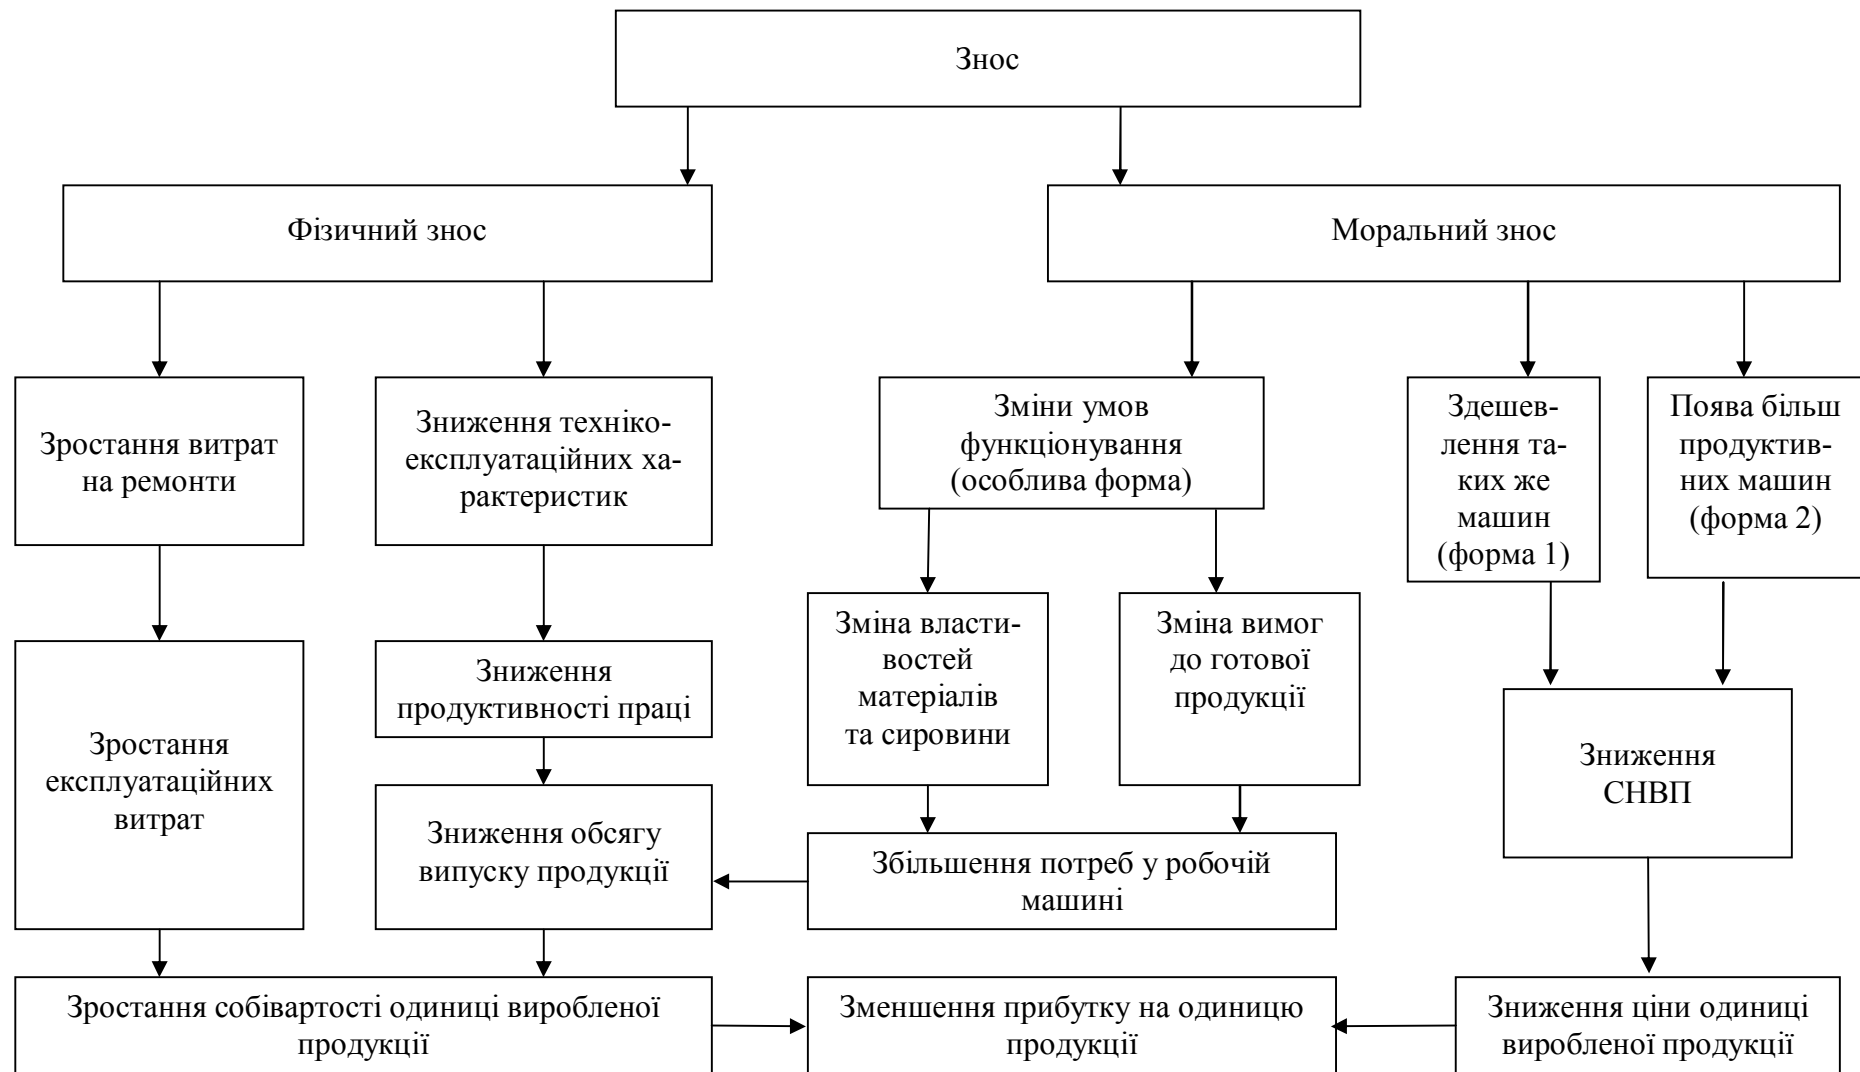 Знос
Фізичний знос
Моральний знос
Зростання витрат
на ремонти
Зниження техніко-
експлуатаційних ха-
рактеристик
Зміни умов
функціонування
(особлива форма)
Здешев-
лення та-
ких же
машин
(форма 1)
Поява більш
продуктив-
них машин
(форма 2)
Зростання
експлуатаційних
витрат
Зниження
продуктивності праці
Зміна власти-
востей
матеріалів
та сировини
Зміна вимог
до готової
продукції
Зниження
СНВП
Зниження обсягу
випуску продукції
Збільшення потреб у робочій
машині
Зростання собівартості одиниці виробленої
продукції
Зменшення прибутку на одиницю
продукції
Зниження ціни одиниці
виробленої продукції